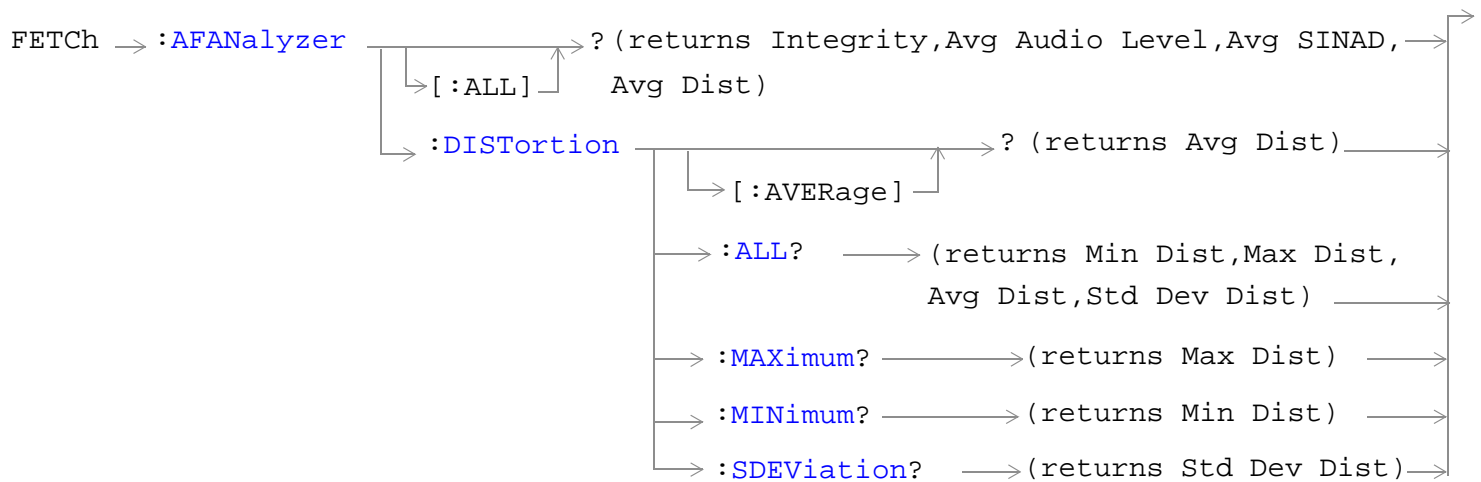 FETCh :AFANalyzer ? (returns Integrity,Avg Audio Level,Avg SINAD,
[:ALL] Avg Dist)
:DISTortion ? (returns Avg Dist)
[:AVERage]
:ALL? (returns Min Dist,Max Dist,
Avg Dist,Std Dev Dist)
:MAXimum? (returns Max Dist)
:MINimum? (returns Min Dist)
:SDEViation? (returns Std Dev Dist)